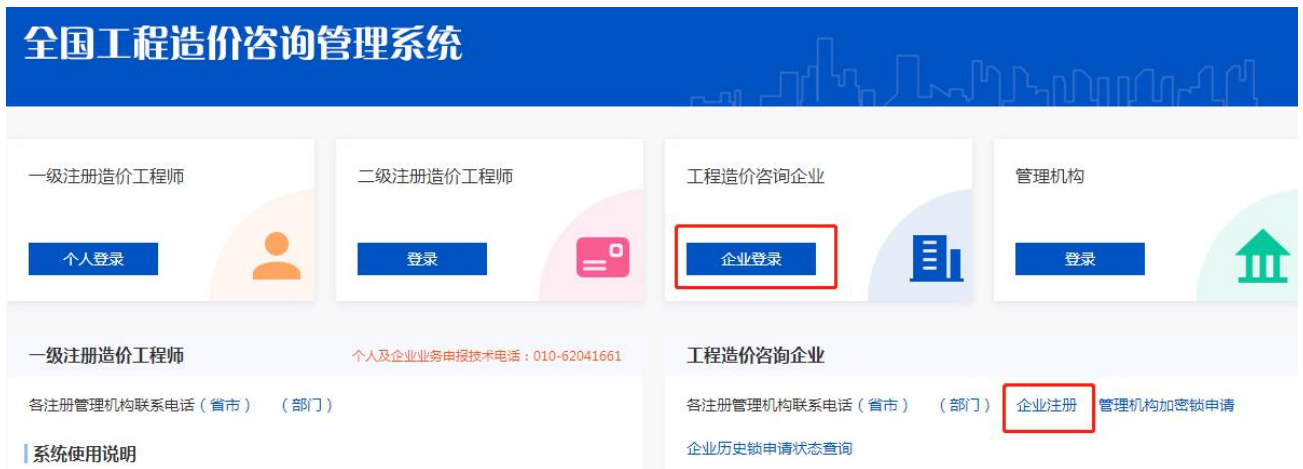 全国工程造价咨询管理系统
一级注册造价工程师
个人登录
二级注册造价工程师
登录
工程造价咨询企业
企业登录
管理机构
登录
一级注册造价工程师
个人及企业业务申报技术电话：010-62041661
各注册管理机构联系电话（省市） （部门）
系统使用说明
工程造价咨询企业
各注册管理机构联系电话（省市） （部门） 企业注册 管理机构加密锁申请
企业历史锁申请状态查询